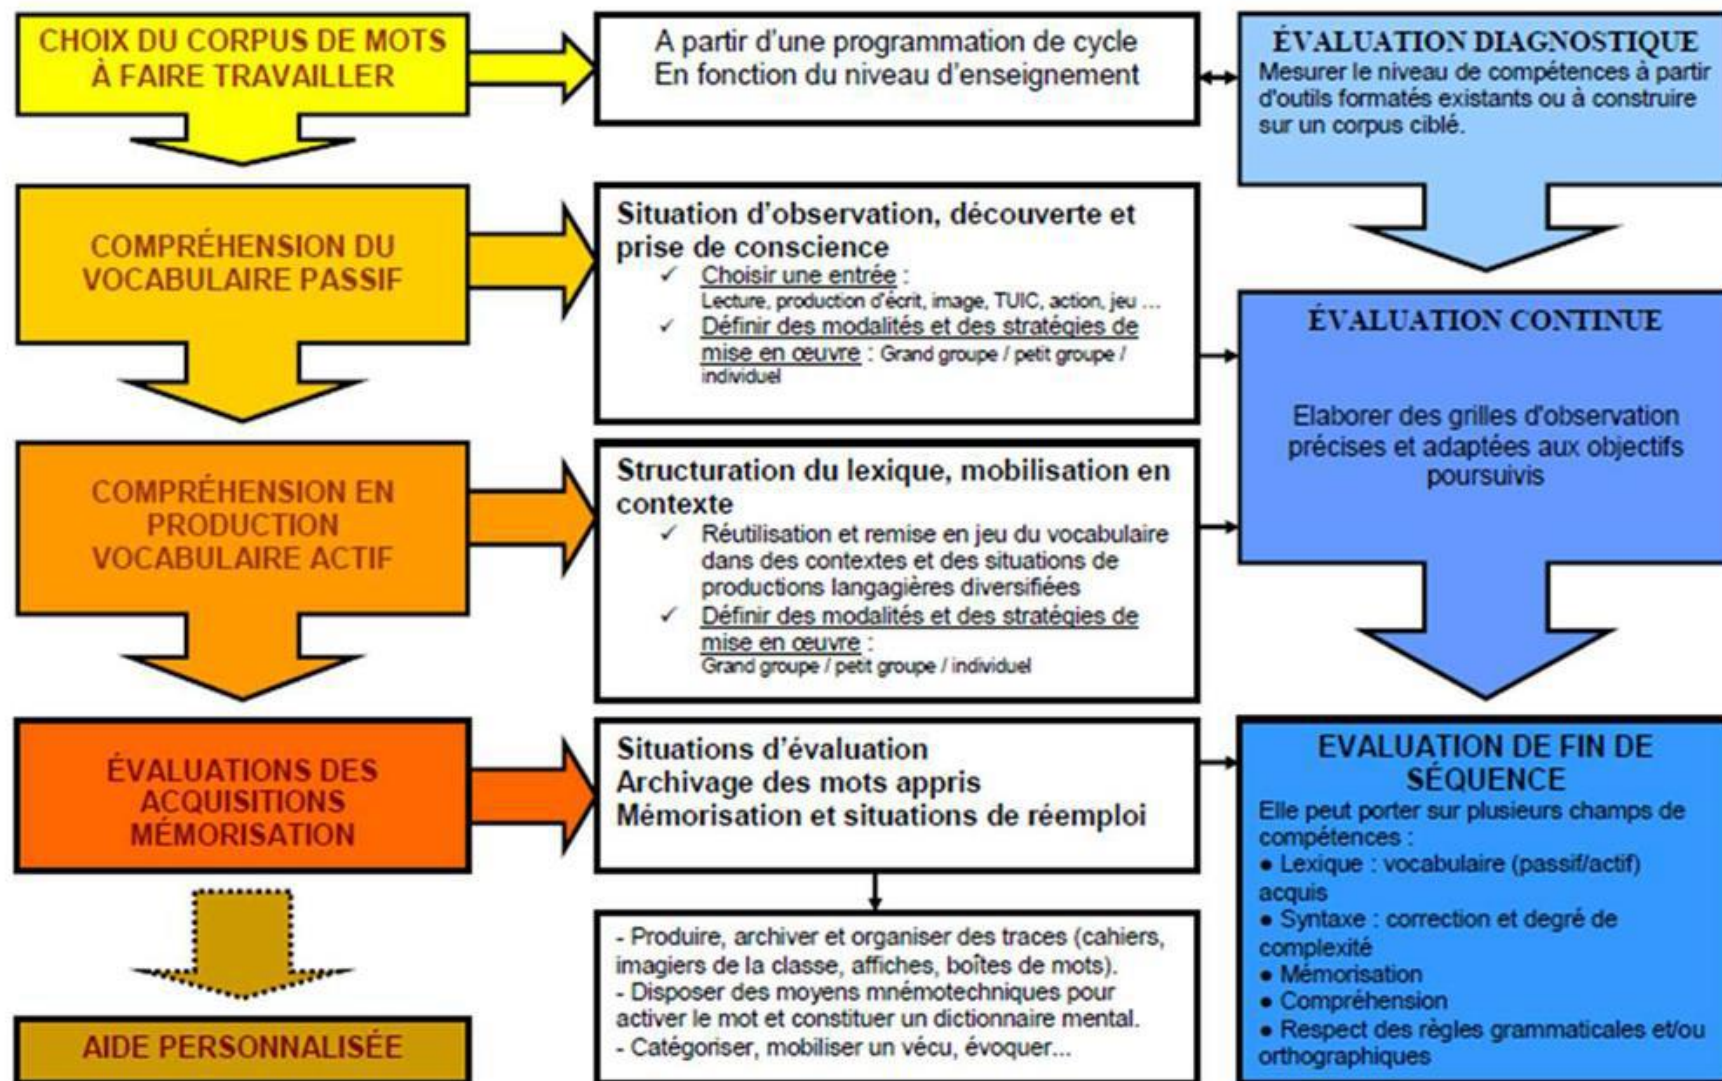 CHOIX DU CORPUS DE MOTS
À FAIRE TRAVAILLER
A partir d'une programmation de cycle
En fonction du niveau d'enseignement
ÉVALUATION DIAGNOSTIQUE
Mesurer le niveau de compétences à partir
d'outils formatés existants ou à construire
sur un corpus ciblé.
COMPRÉHENSION DU
VOCABULAIRE PASSIF
Situation d'observation, découverte et
prise de conscience
✓ Choisir une entrée :
Lecture, production d'écrit, image, TUIC, action, jeu ...
✓ Définir des modalités et des stratégies de
mise en œuvre : Grand groupe / petit groupe /
individuel
ÉVALUATION CONTINUE
Elaborer des grilles d'observation
précises et adaptées aux objectifs
poursuivis
COMPRÉHENSION EN
PRODUCTION
VOCABULAIRE ACTIF
Structuration du lexique, mobilisation en
contexte
✓ Réutilisation et remise en jeu du vocabulaire
dans des contextes et des situations de
productions langagières diversifiées
✓ Définir des modalités et des stratégies de
mise en œuvre :
Grand groupe / petit groupe / individuel
ÉVALUATIONS DES
ACQUISITIONS
MÉMORISATION
Situations d'évaluation
Archivage des mots appris
Mémorisation et situations de réemploi
EVALUATION DE FIN DE
SÉQUENCE
Elle peut porter sur plusieurs champs de
compétences :
● Lexique : vocabulaire (passif/actif)
acquis
● Syntaxe : correction et degré de
complexité
● Mémorisation
● Compréhension
● Respect des règles grammaticales et/ou
orthographiques
AIDE PERSONNALISÉE
- Produire, archiver et organiser des traces (cahiers,
imagiers de la classe, affiches, boîtes de mots).
- Disposer des moyens mnémotechniques pour
activer le mot et constituer un dictionnaire mental.
- Catégoriser, mobiliser un vécu, évoquer...